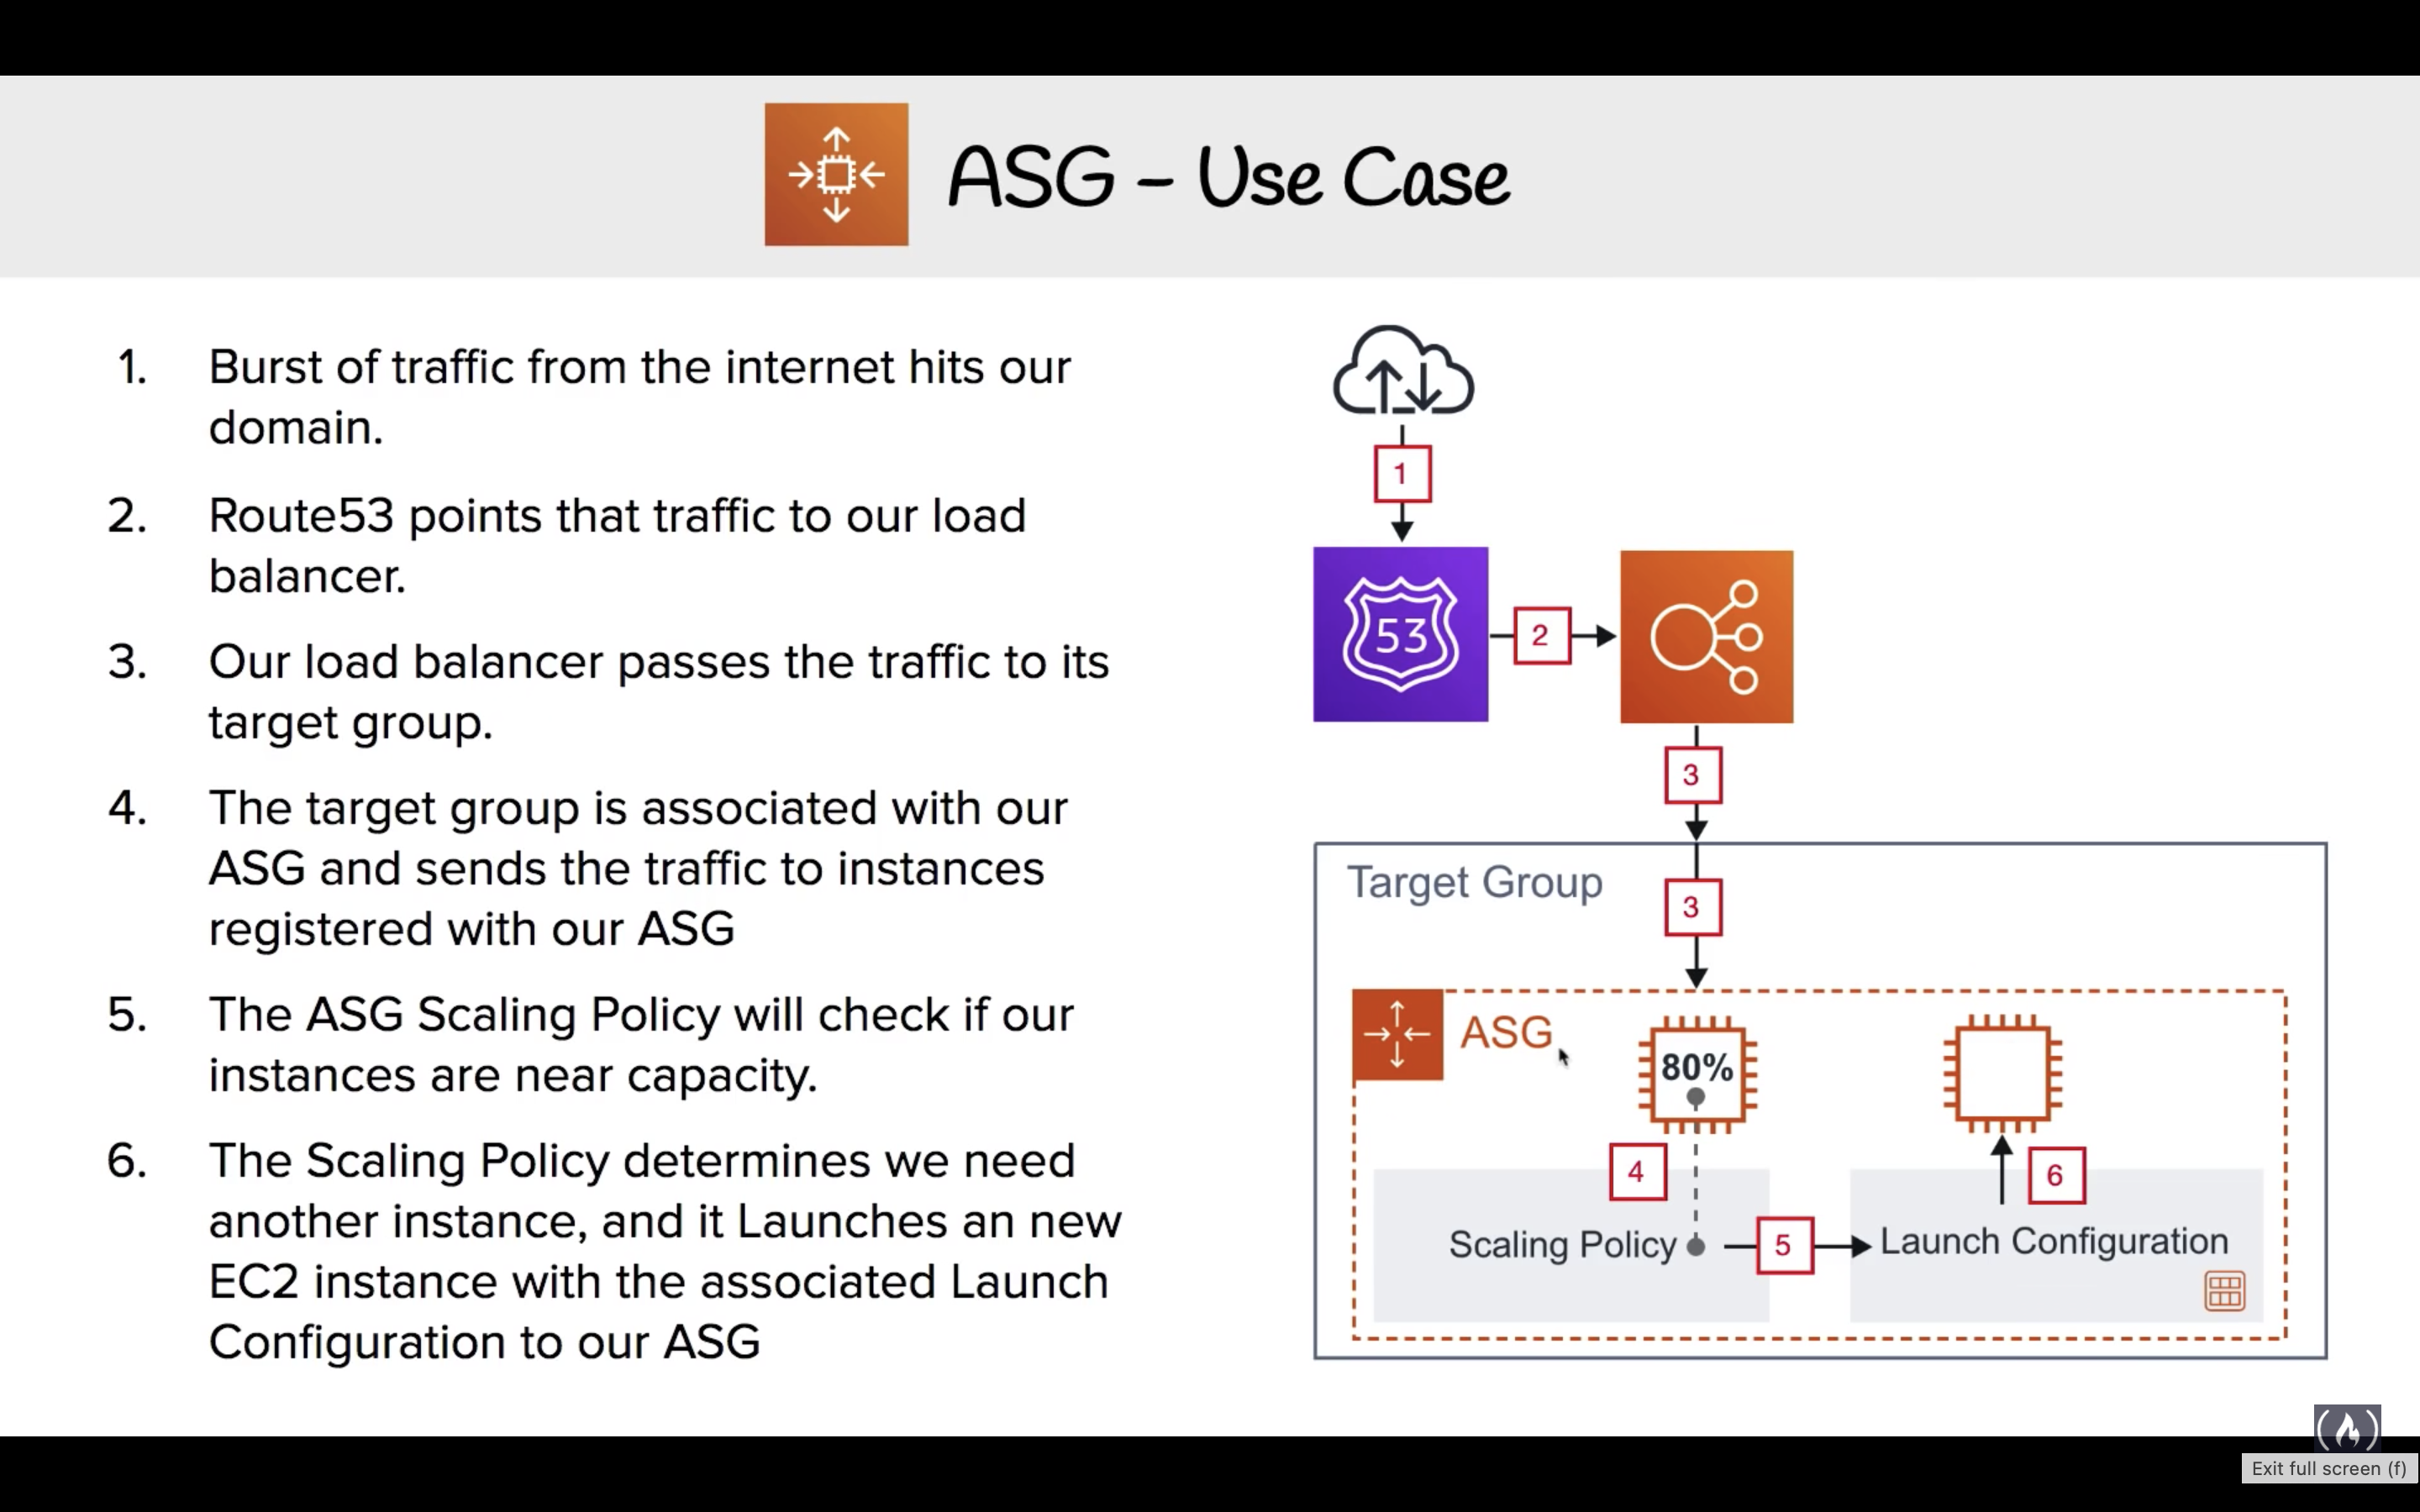 ASG – Use Case
1. Burst of traffic from the internet hits our
domain.
2. Route53 points that traffic to our load
balancer.
3. Our load balancer passes the traffic to its
target group.
4. The target group is associated with our
ASG and sends the traffic to instances
registered with our ASG
5. The ASG Scaling Policy will check if our
instances are near capacity.
6. The Scaling Policy determines we need
another instance, and it Launches an new
EC2 instance with the associated Launch
Configuration to our ASG
1
53
2
3
Target Group
3
ASG
80%
4
6
Scaling Policy
5
Launch Configuration
Exit full screen (f)